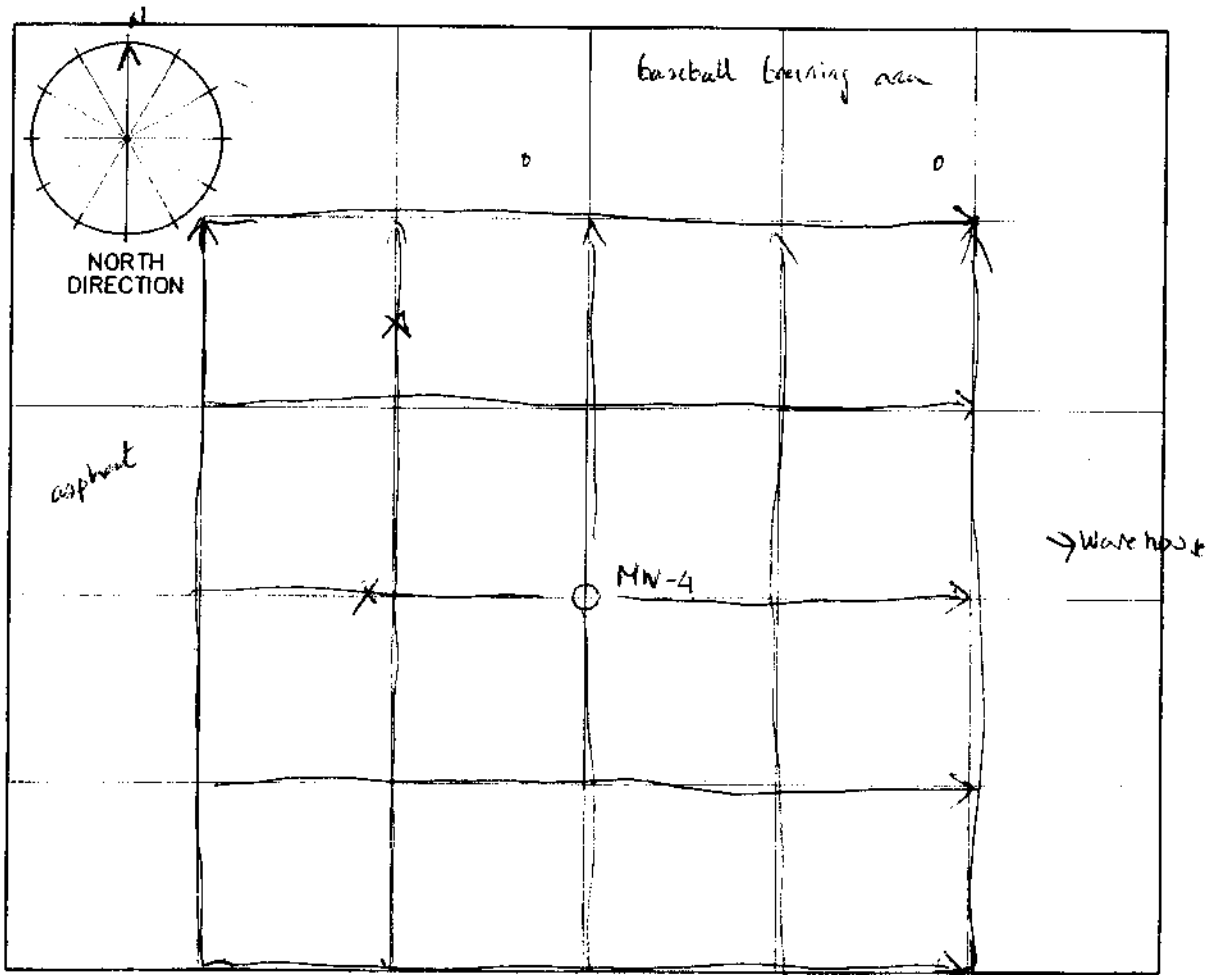 N
baseball training area
NORTH
DIRECTION
asphalt
→Warehouse
MW-4